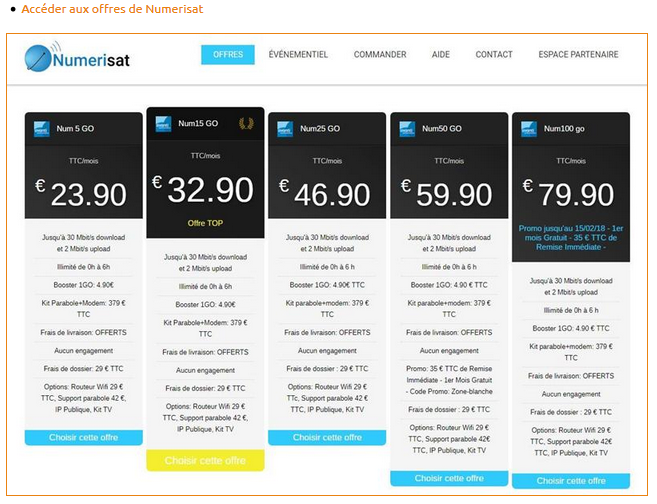 Accéder aux offres de Numerisat
Numerisat
OFFRES
ÉVÉNEMENTIEL
COMMANDER
AIDE
CONTACT
ESPACE PARTENAIRE
Num 5 GO
TTC/mois
€ 23.90
Jusqu'à 30 Mbit/s download
et 2 Mbit/s upload
Illimité de 0h à 6 h
Booster 1GO: 4.90€
Kit Parabole+Modem: 379 €
TTC
Frais de livraison: OFFERTS
Aucun engagement
Frais de dossier: 29 € TTC
Options: Routeur Wifi 29 €
TTC, Support parabole 42 €,
IP Publique, Kit TV
Choisir cette offre
Num15 GO
TTC/mois
€ 32.90
Offre TOP
Jusqu'à 30 Mbit/s download
et 2 Mbit/s upload
Illimité de 0h à 6h
Booster 1GO: 4.90€
Kit Parabole+Modem: 379 €
TTC
Frais de livraison: OFFERTS
Aucun engagement
Frais de dossier: 29 € TTC
Options: Routeur Wifi 29 €
TTC, Support parabole 42 €,
IP Publique, Kit TV
Choisir cette offre
Num25 GO
TTC/mois
€ 46.90
Jusqu'à 30 Mbit/s download
et 2 Mbit/s upload
Illimité de 0h à 6h
Booster 1GO: 4.90€ TTC
Kit parabole+modem: 379 €
TTC
Frais de livraison: OFFERTS
Aucun engagement
Frais de dossier : 29 € TTC
Options: Routeur Wifi 29 €
TTC, Support parabole 42 €,
IP Publique, Kit TV
Choisir cette offre
Num50 GO
TTC/mois
€ 59.90
Jusqu'à 30 Mbit/s download
et 2 Mbit/s upload
Illimité de 0h à 6h
Booster 1GO: 4.90 € TTC
Kit parabole+modem: 379 €
TTC
Frais de livraison: OFFERTS
Aucun engagement
Promo: 35 € TTC de Remise
Immédiate - 1er Mois Gratuit
- Code Promo: Zone-blanche
Frais de dossier : 29 € TTC
Options: Routeur Wifi 29 €
TTC, Support parabole 42€
TTC, IP Publique, Kit TV
Choisir cette offre
Num100 go
TTC/mois
€ 79.90
Promo jusqu'au 15/02/18 - 1er
mois Gratuit - 35 € TTC de
Remise Immédiate -
Jusqu'à 30 Mbit/s download
et 2 Mbit/s upload
Illimité de 0h à 6 h
Booster 1GO: 4.90 € TTC
Kit parabole+modem: 379 €
TTC
Frais de livraison: OFFERTS
Aucun engagement
Frais de dossier : 29 € TTC
Options: Routeur Wifi 29 €
TTC, Support parabole 42€
TTC, IP Publique, Kit TV
Choisir cette offre